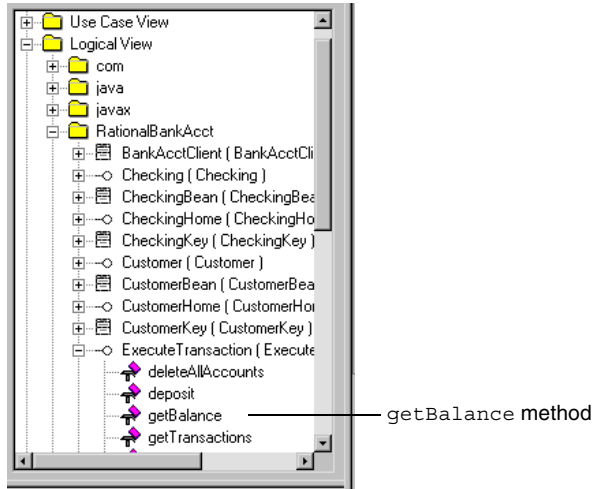 Use Case View
Logical View
com
java
javax
RationalBankAcct
BankAcctClient ( BankAcctCli
Checking ( Checking )
CheckingBean ( CheckingBea
CheckingHome ( CheckingHo
CheckingKey ( CheckingKey )
Customer ( Customer )
CustomerBean ( CustomerBea
CustomerHome ( CustomerHor
CustomerKey ( CustomerKey )
ExecuteTransaction ( Execute
deleteAllAccounts
deposit
getBalance getBalance method
getTransactions